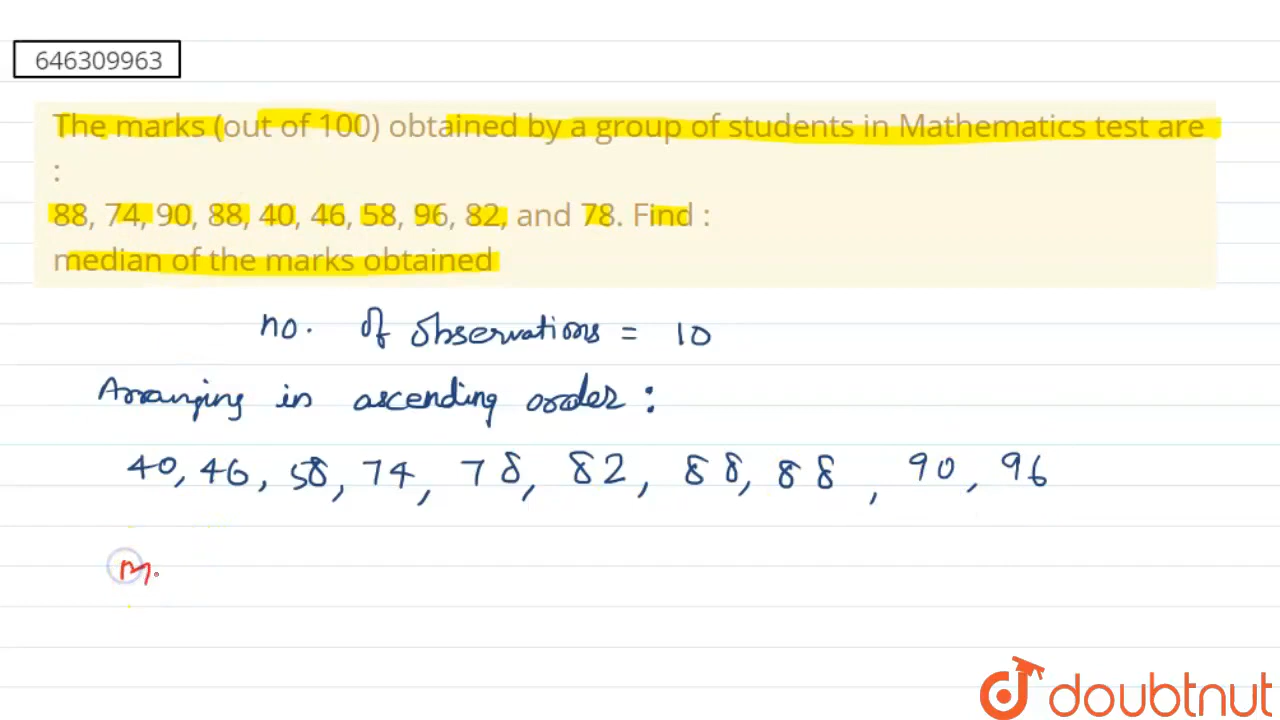 646309963
The marks (out of 100) obtained by a group of students in Mathematics test are
:
88, 74, 90, 88, 40, 46, 58, 96, 82, and 78. Find :
median of the marks obtained
no. of observations = 10
Arranging in ascending order :
40, 46, 58, 74, 78, 82, 88, 88, 90, 96
m
doubtnut